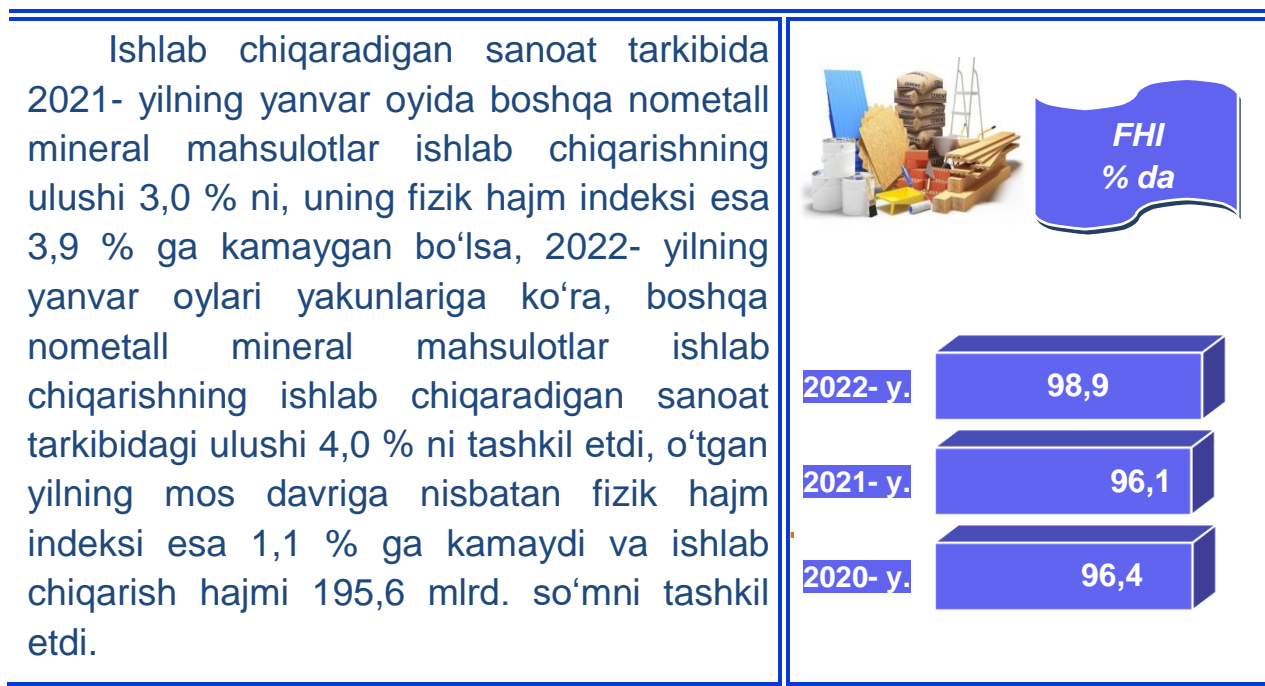 Ishlab chiqaradigan sanoat tarkibida
2021- yilning yanvar oyida boshqa nometall
mineral mahsulotlar ishlab chiqarishning
ulushi 3,0 % ni, uning fizik hajm indeksi esa
3,9 % ga kamaygan bo‘lsa, 2022- yilning
yanvar oylari yakunlariga ko‘ra, boshqa
nometall mineral mahsulotlar ishlab
chiqarishning ishlab chiqaradigan sanoat
tarkibidagi ulushi 4,0 % ni tashkil etdi, o‘tgan
yilning mos davriga nisbatan fizik hajm
indeksi esa 1,1 % ga kamaydi va ishlab
chiqarish hajmi 195,6 mlrd. so‘mni tashkil
etdi.
FHI
% da
2022- y. 98,9
2021- y. 96,1
2020- y. 96,4